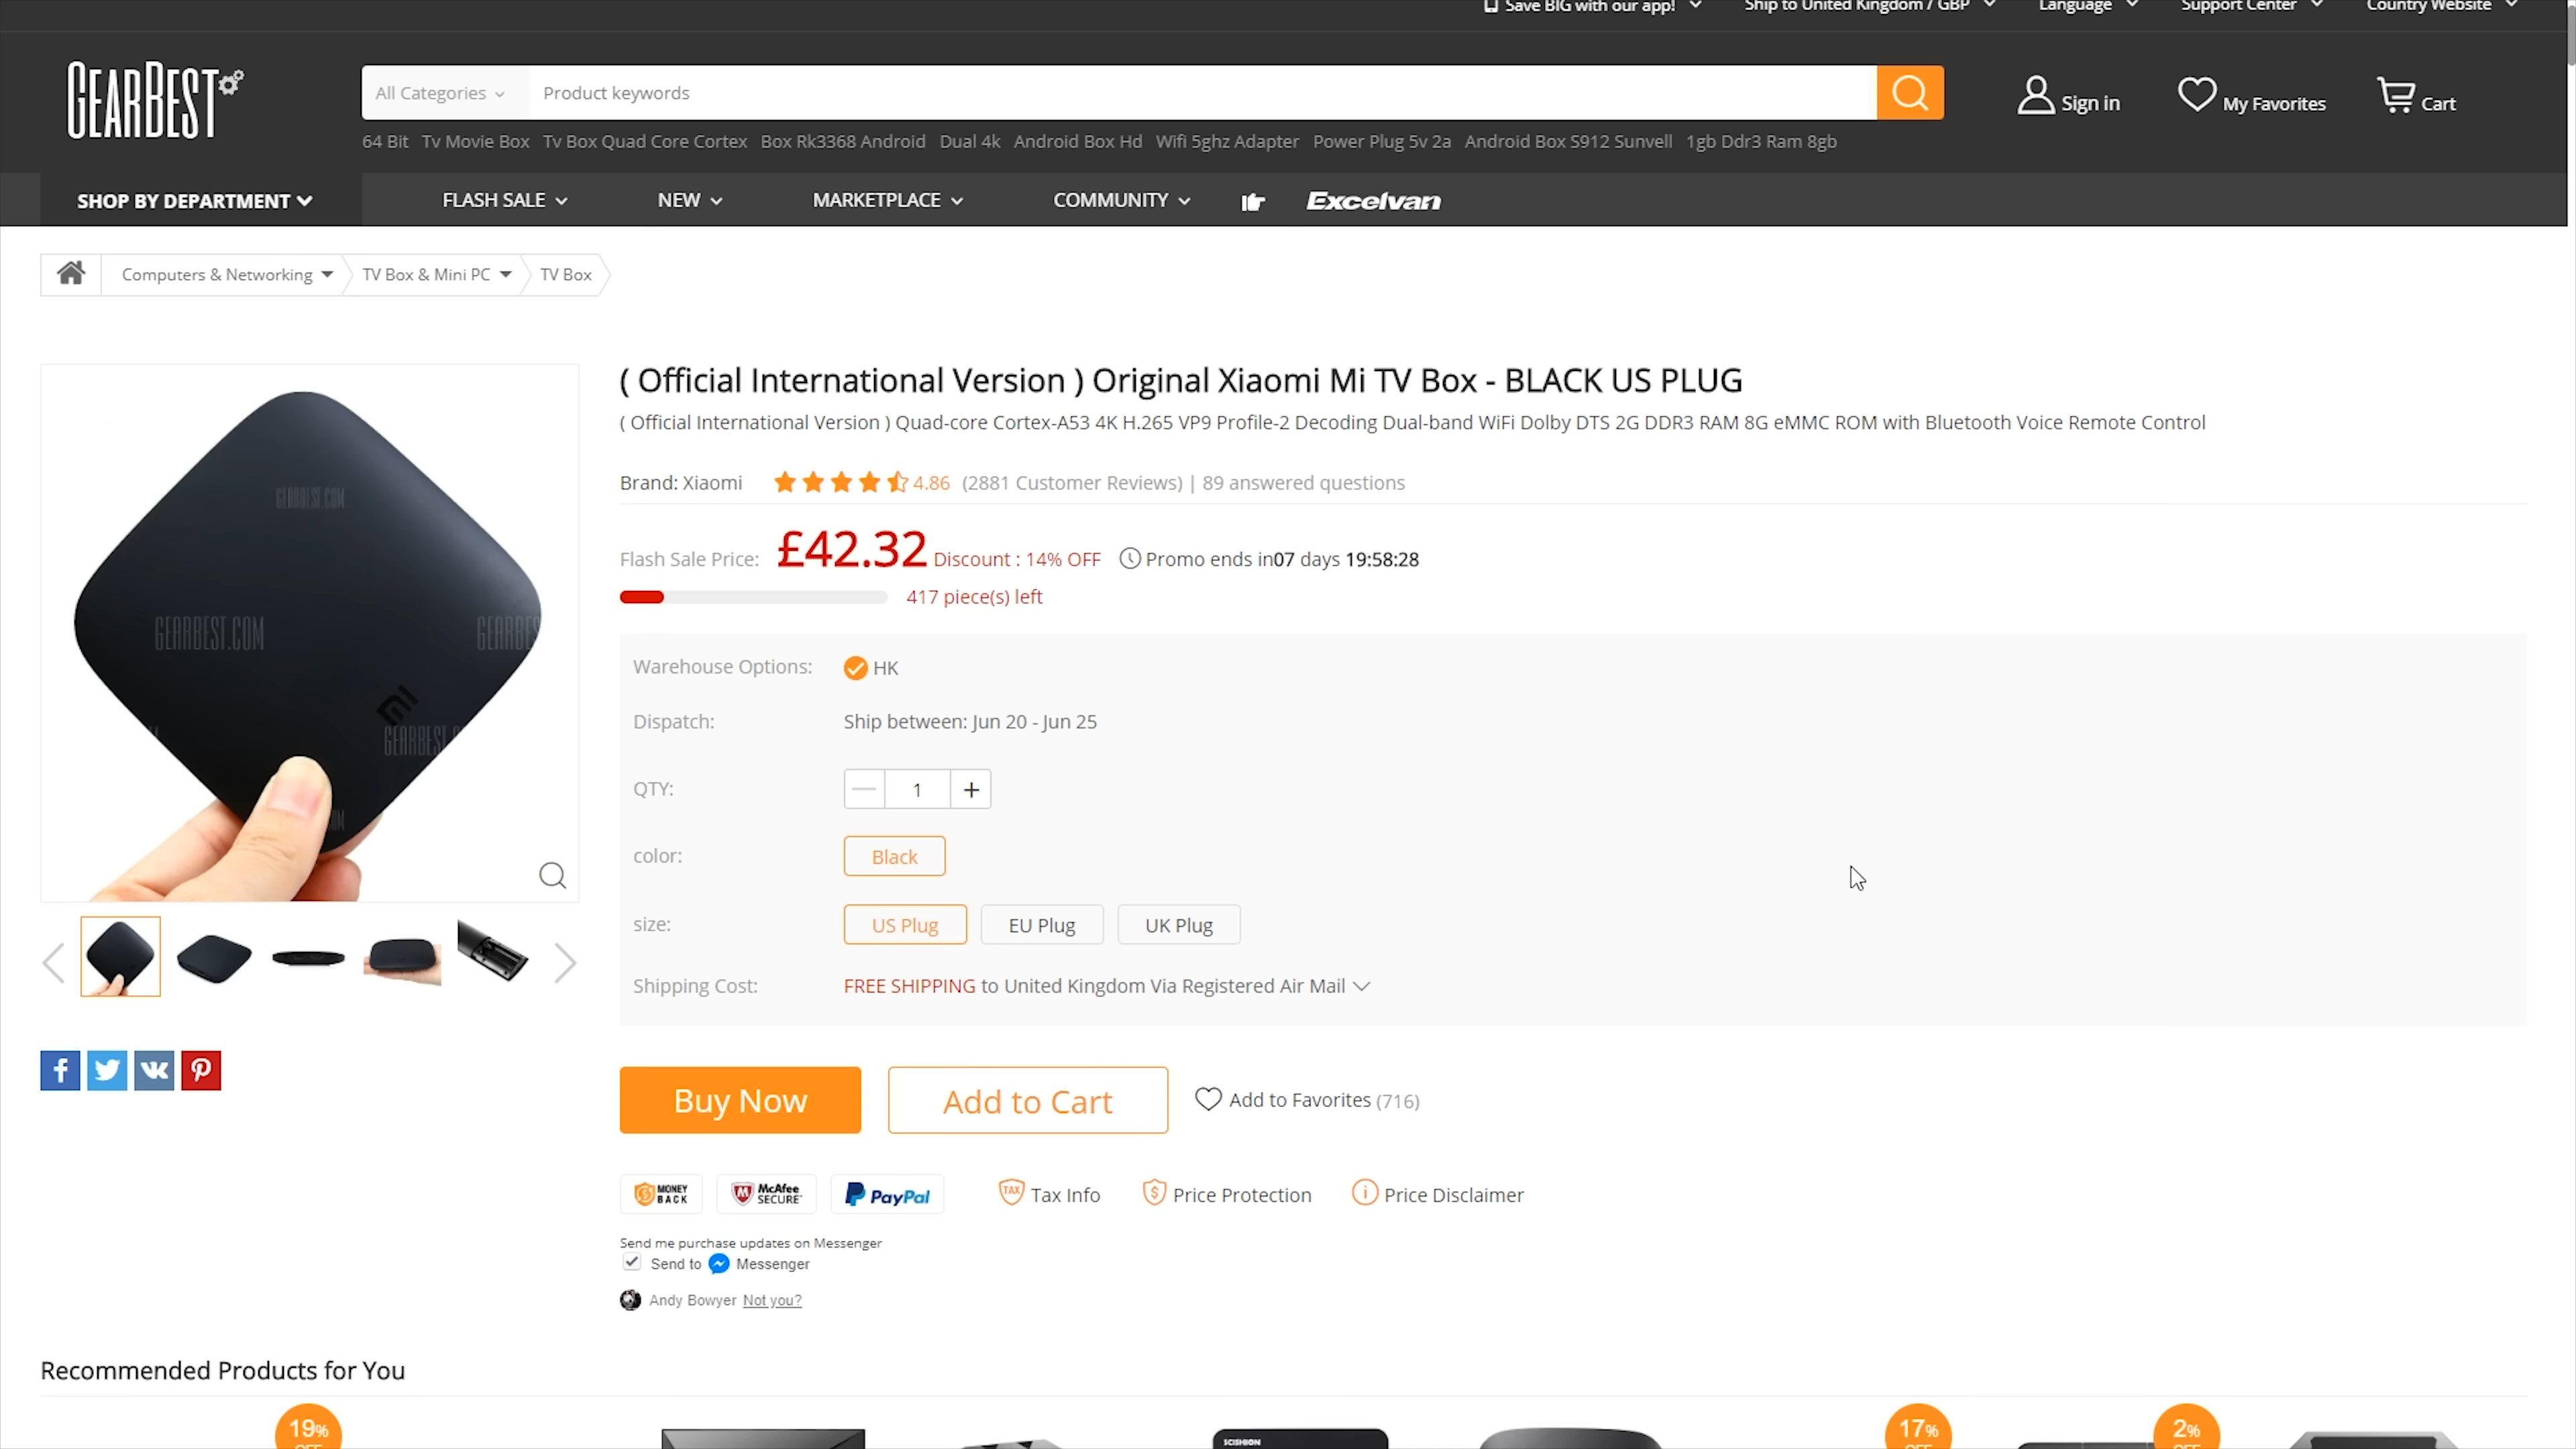 Save BIG with our app!
Ship to United Kingdom / GBP
Language
Support Center
Country Website
GEARBEST
All Categories
Product keywords
Sign in
My Favorites
Cart
64 Bit Tv Movie Box Tv Box Quad Core Cortex Box Rk3368 Android Dual 4k Android Box Hd Wifi 5ghz Adapter Power Plug 5v 2a Android Box S912 Sunvell 1gb Ddr3 Ram 8gb
SHOP BY DEPARTMENT
FLASH SALE
NEW
MARKETPLACE
COMMUNITY
Excelvan
Computers & Networking
TV Box & Mini PC
TV Box
( Official International Version ) Original Xiaomi Mi TV Box - BLACK US PLUG
( Official International Version ) Quad-core Cortex-A53 4K H.265 VP9 Profile-2 Decoding Dual-band WiFi Dolby DTS 2G DDR3 RAM 8G eMMC ROM with Bluetooth Voice Remote Control
Brand: Xiaomi 4.86 (2881 Customer Reviews) | 89 answered questions
Flash Sale Price: £42.32 Discount : 14% OFF Promo ends in07 days 19:58:28
417 piece(s) left
GEARBEST.COM
GEARBEST.COM
GEARBES
GEARBEST.C
Warehouse Options: HK
Dispatch: Ship between: Jun 20 - Jun 25
QTY: 1 +
color: Black
size: US Plug EU Plug UK Plug
Shipping Cost: FREE SHIPPING to United Kingdom Via Registered Air Mail
Buy Now
Add to Cart
Add to Favorites (716)
MONEY BACK
McAfee SECURE
PayPal
TAX Tax Info
$ Price Protection
Price Disclaimer
Send me purchase updates on Messenger
Send to Messenger
Andy Bowyer Not you?
Recommended Products for You
19%
17%
2%
SCISHION